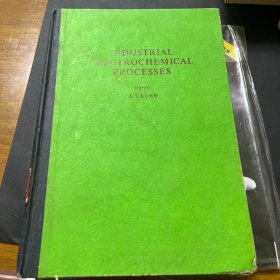 INDUSTRIAL
ELECTROCHEMICAL
PROCESSES
A.T. KUHN